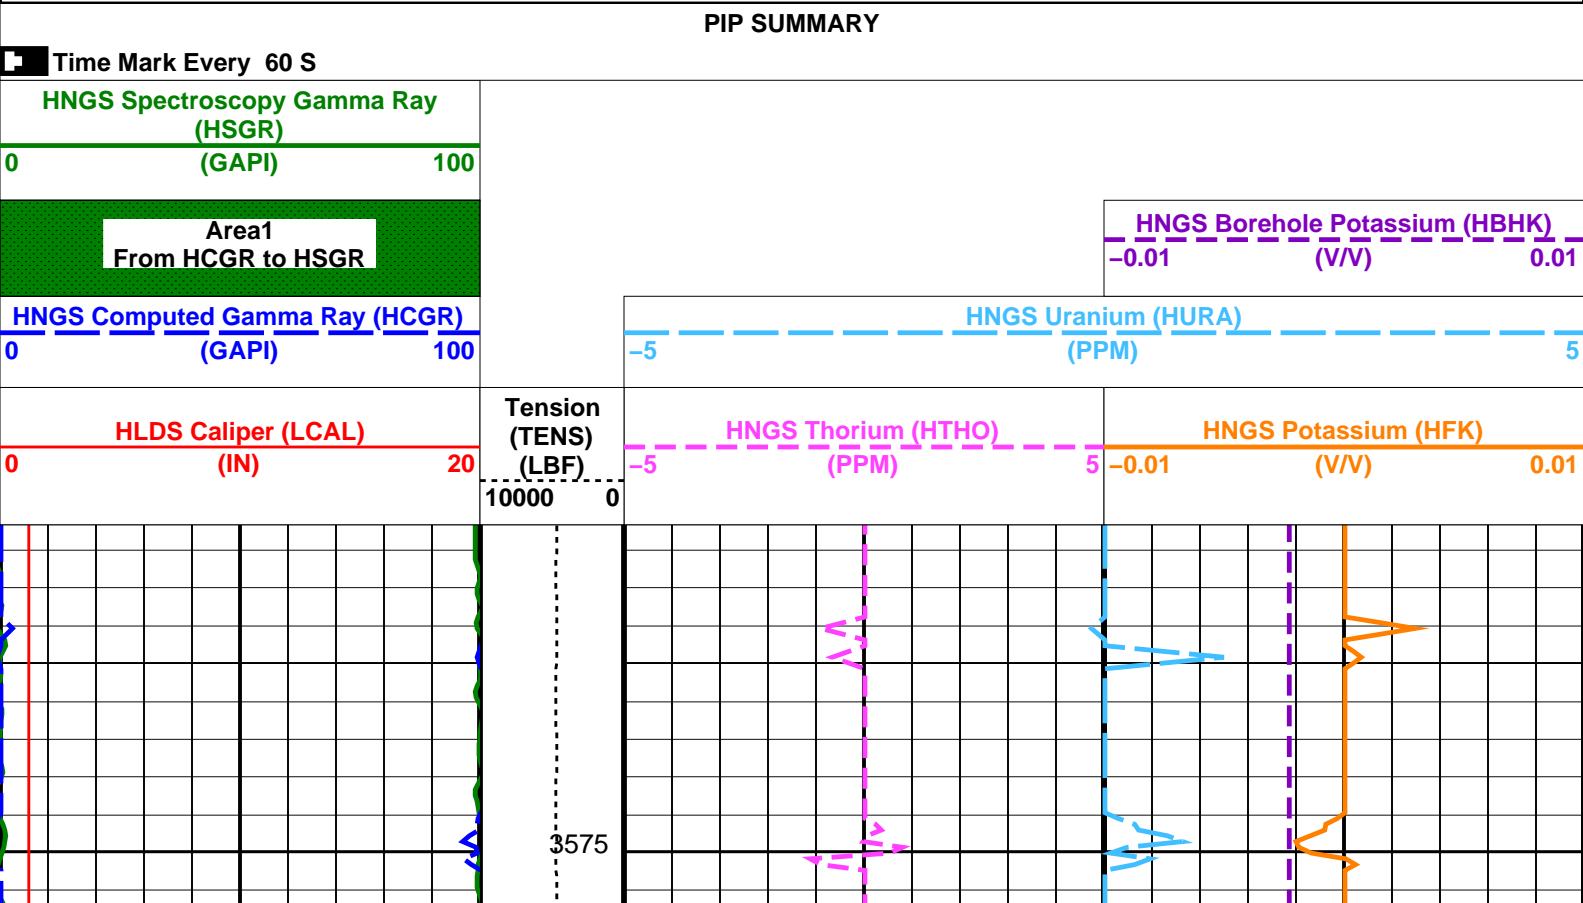 PIP SUMMARY
Time Mark Every 60 S
HNGS Spectroscopy Gamma Ray
(HSGR)
0 (GAPI) 100
Area1
From HCGR to HSGR
HNGS Borehole Potassium (HBHK)
−0.01 (V/V) 0.01
HNGS Computed Gamma Ray (HCGR)
0 (GAPI) 100
HNGS Uranium (HURA)
−5 (PPM) 5
HLDS Caliper (LCAL)
0 (IN) 20
Tension
(TENS)
(LBF)
10000 0
HNGS Thorium (HTHO)
−5 (PPM) 5
HNGS Potassium (HFK)
−0.01 (V/V) 0.01
3575